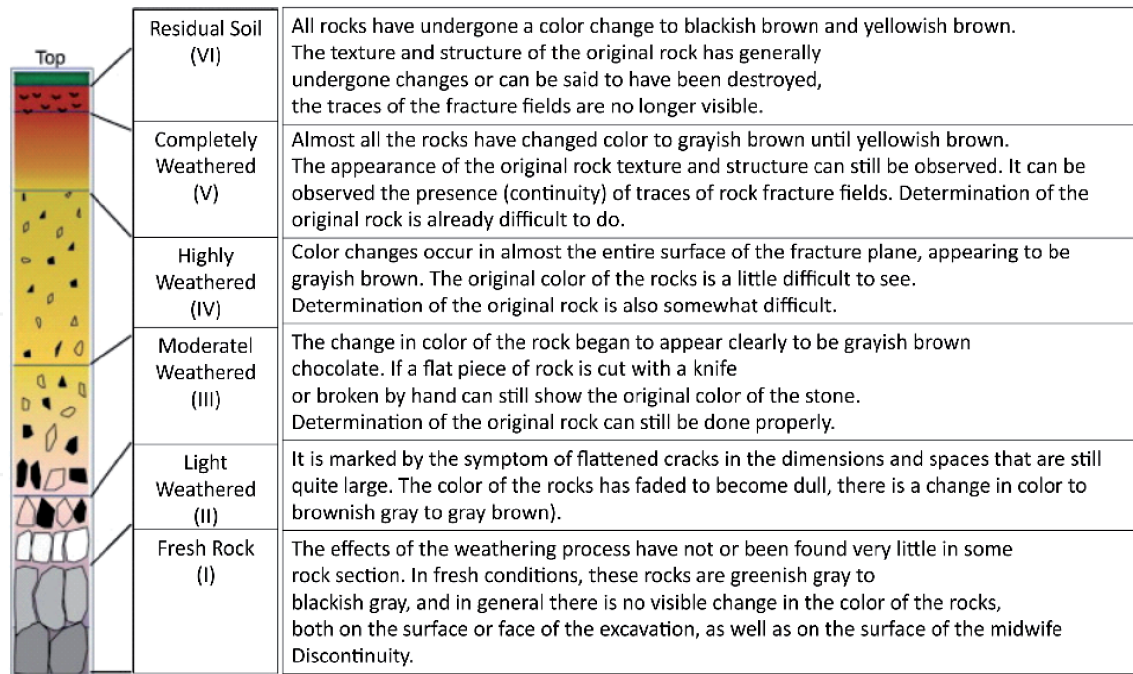 Top
Residual Soil
(VI)
All rocks have undergone a color change to blackish brown and yellowish brown.
The texture and structure of the original rock has generally
undergone changes or can be said to have been destroyed,
the traces of the fracture fields are no longer visible.
Completely
Weathered
(V)
Almost all the rocks have changed color to grayish brown until yellowish brown.
The appearance of the original rock texture and structure can still be observed. It can be
observed the presence (continuity) of traces of rock fracture fields. Determination of the
original rock is already difficult to do.
Highly
Weathered
(IV)
Color changes occur in almost the entire surface of the fracture plane, appearing to be
grayish brown. The original color of the rocks is a little difficult to see.
Determination of the original rock is also somewhat difficult.
Moderatel
Weathered
(III)
The change in color of the rock began to appear clearly to be grayish brown
chocolate. If a flat piece of rock is cut with a knife
or broken by hand can still show the original color of the stone.
Determination of the original rock can still be done properly.
Light
Weathered
(II)
It is marked by the symptom of flattened cracks in the dimensions and spaces that are still
quite large. The color of the rocks has faded to become dull, there is a change in color to
brownish gray to gray brown).
Fresh Rock
(I)
The effects of the weathering process have not or been found very little in some
rock section. In fresh conditions, these rocks are greenish gray to
blackish gray, and in general there is no visible change in the color of the rocks,
both on the surface or face of the excavation, as well as on the surface of the midwife
Discontinuity.